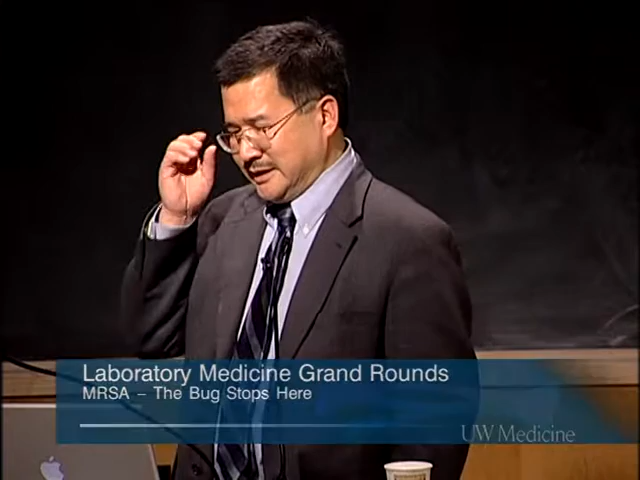 Laboratory Medicine Grand Rounds
MRSA – The Bug Stops Here
UW Medicine